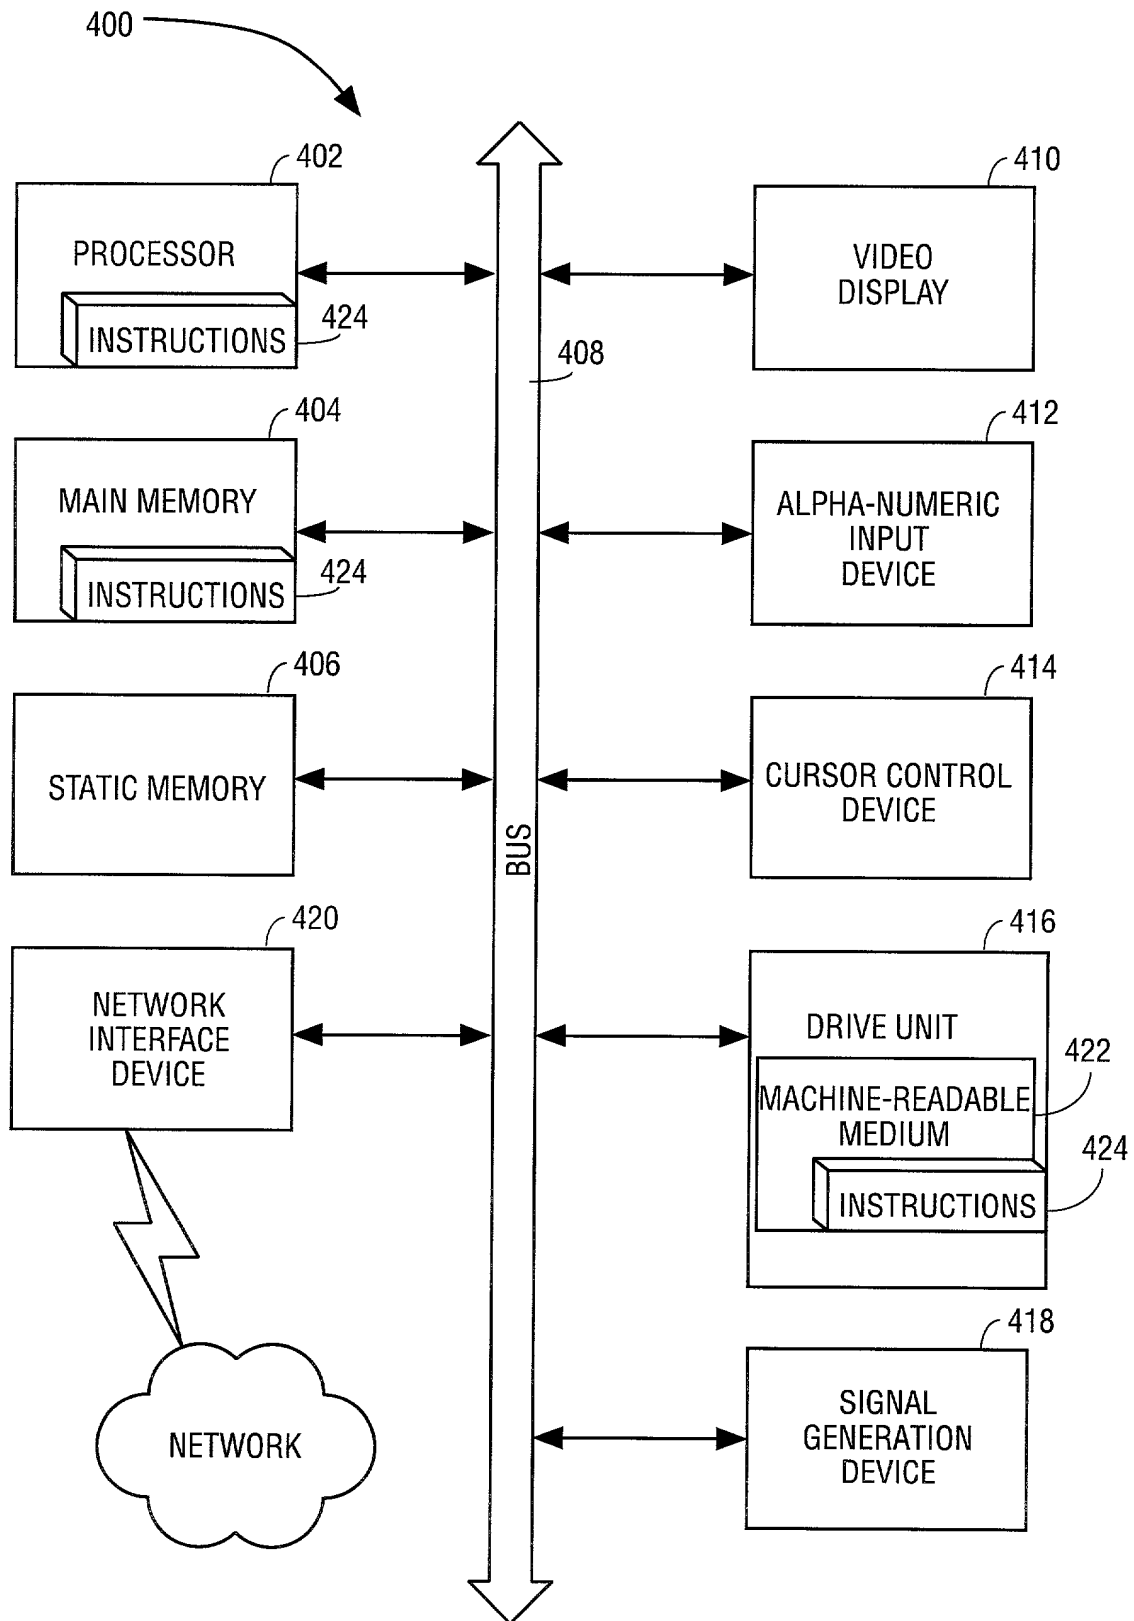 400
402
PROCESSOR
424
INSTRUCTIONS
404
MAIN MEMORY
424
INSTRUCTIONS
406
STATIC MEMORY
420
NETWORK
INTERFACE
DEVICE
NETWORK
408
BUS
410
VIDEO
DISPLAY
412
ALPHA-NUMERIC
INPUT
DEVICE
414
CURSOR CONTROL
DEVICE
416
DRIVE UNIT
422
MACHINE-READABLE
MEDIUM
424
INSTRUCTIONS
418
SIGNAL
GENERATION
DEVICE